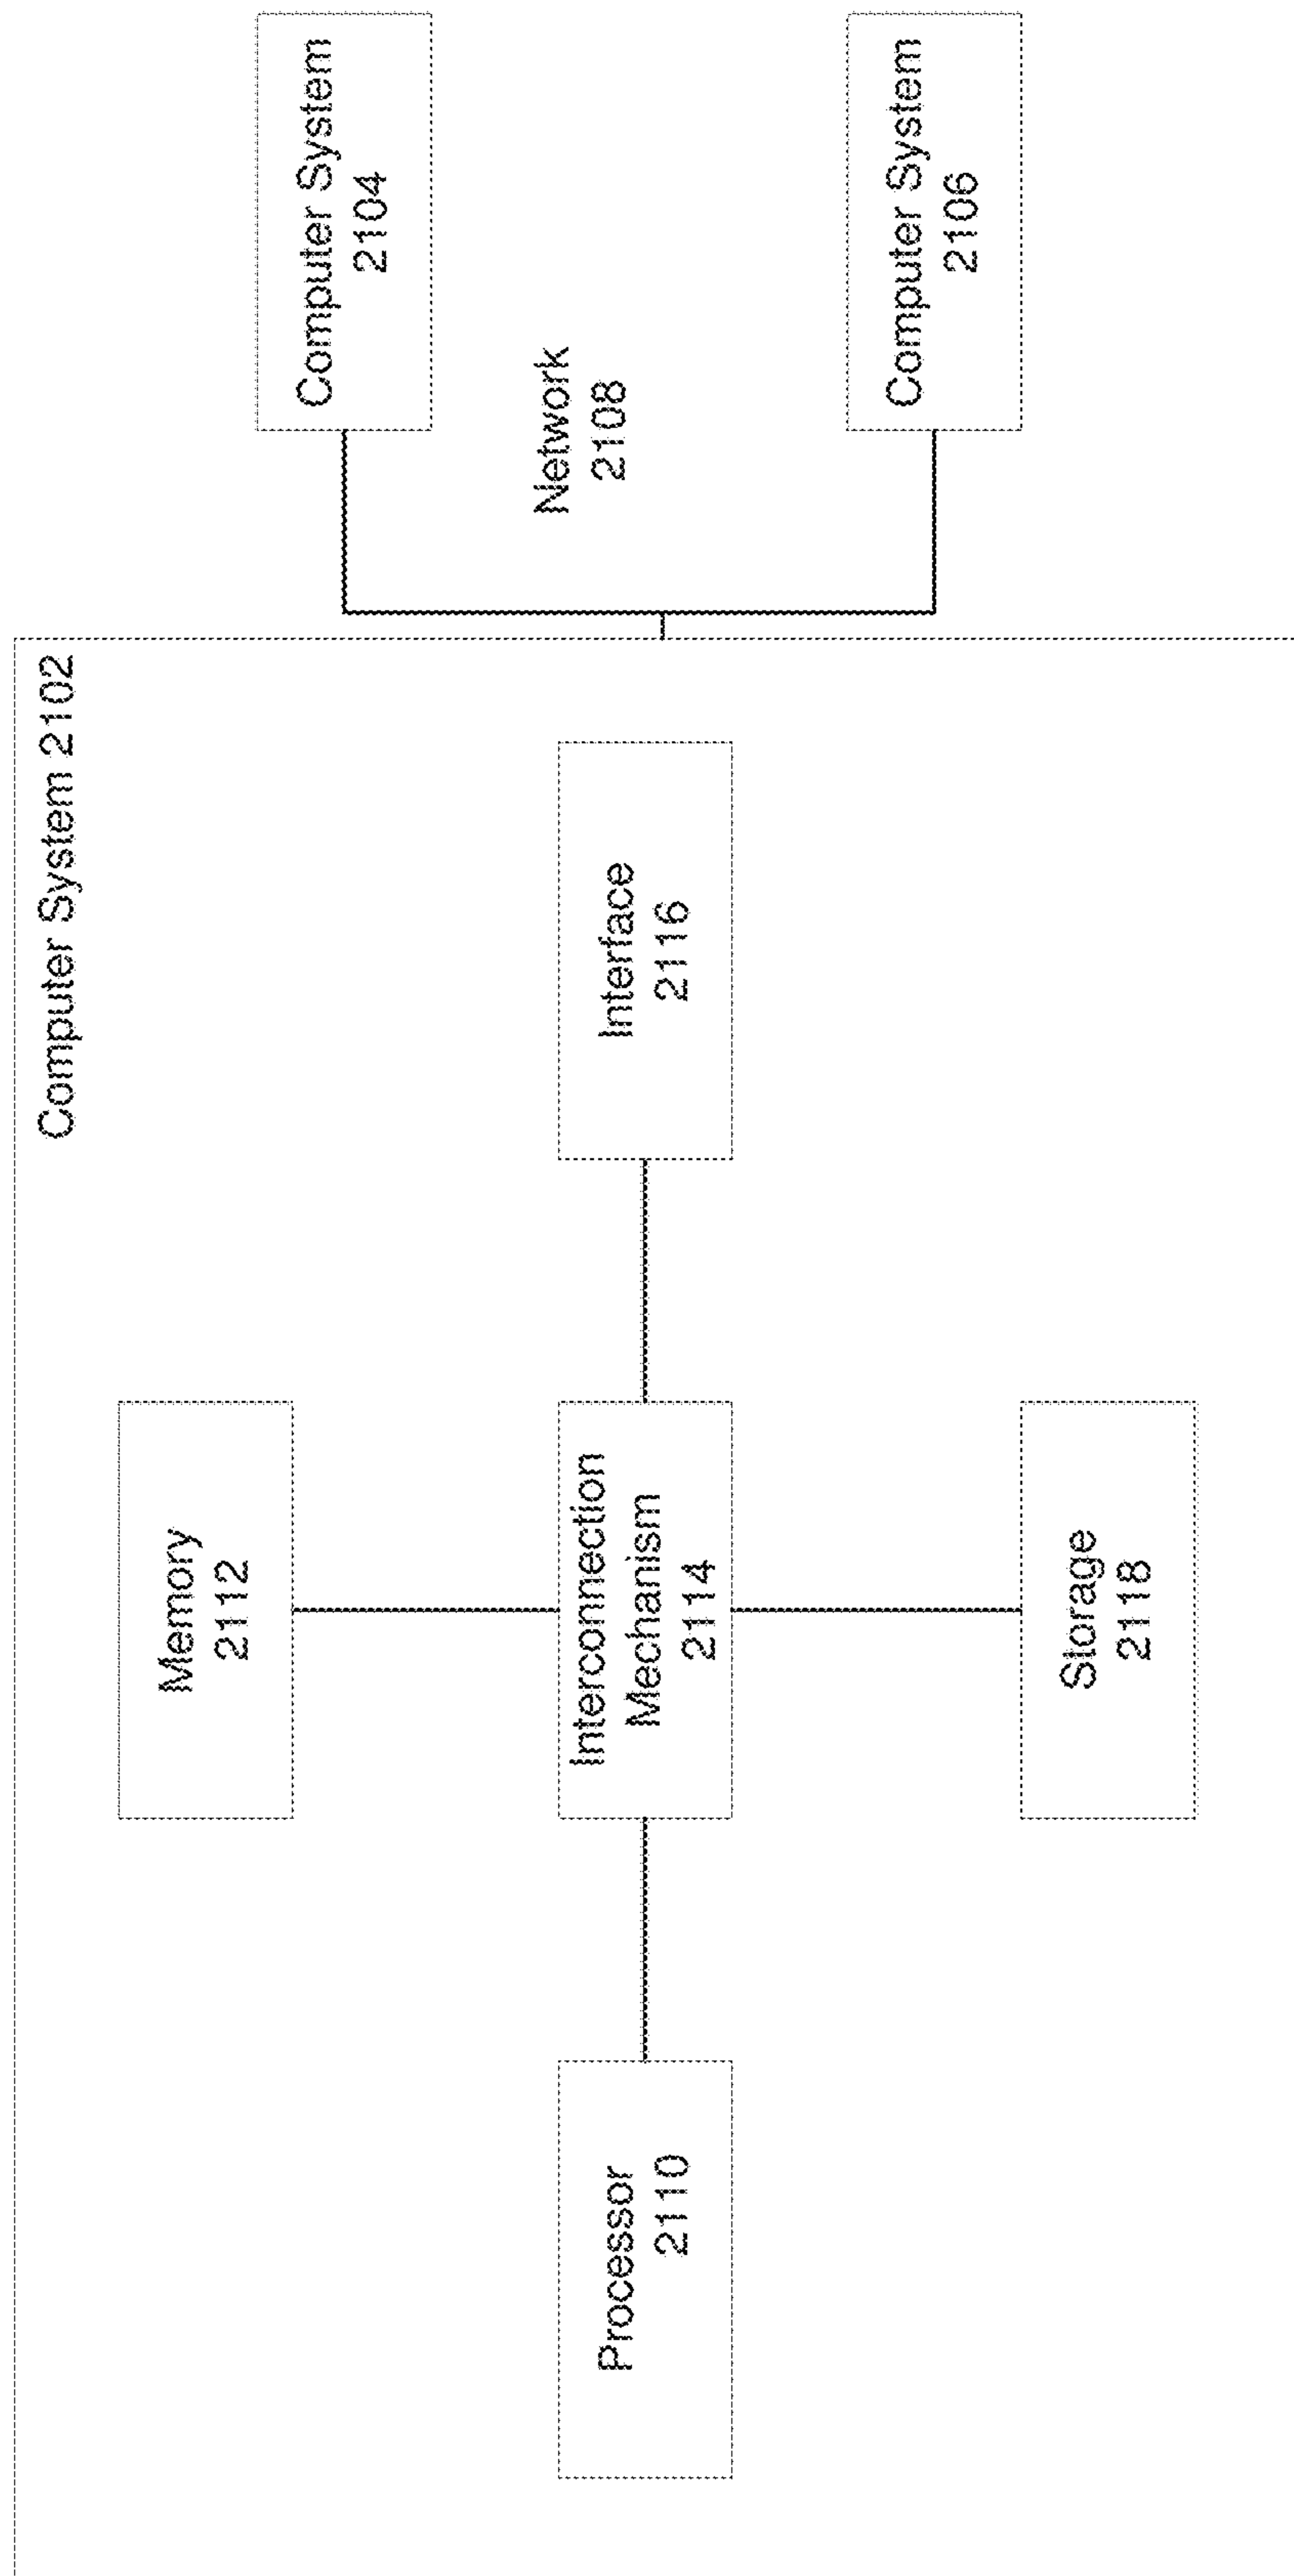 Computer System 2102
Memory
2112
Processor
2110
Interconnection
Mechanism
2114
Interface
2116
Storage
2118
Computer System
2104
Network
2108
Computer System
2106